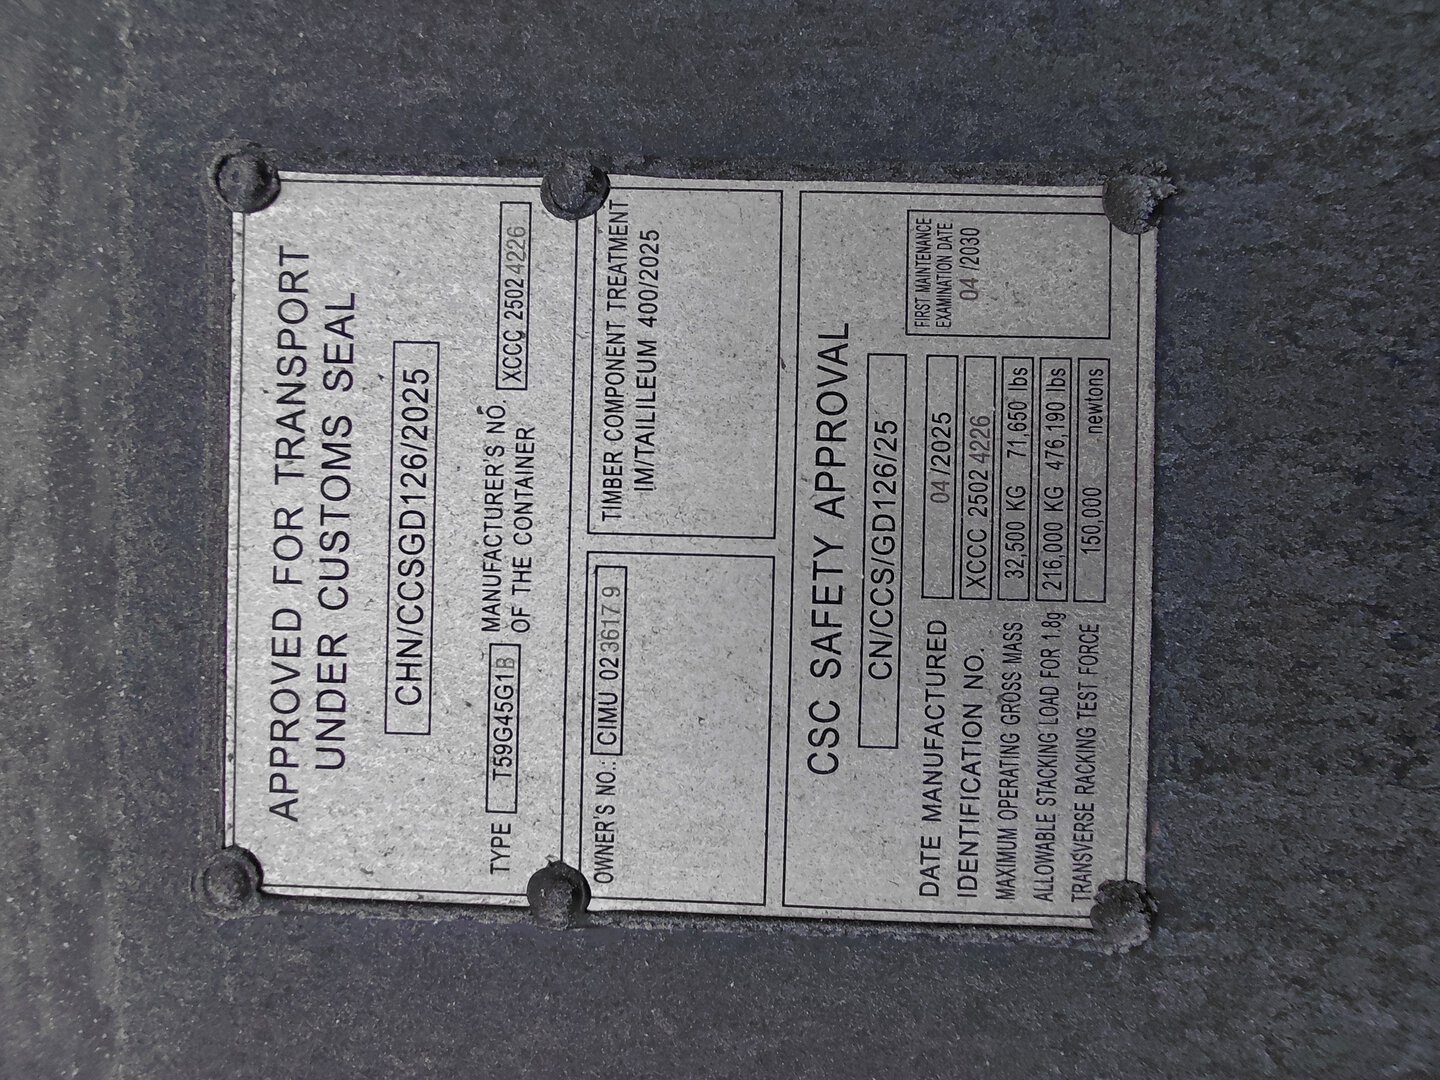 APPROVED FOR TRANSPORT
UNDER CUSTOMS SEAL
CHN/CCSGD126/2025
TYPE T59G45G1B MANUFACTURER'S NO. XCCC 2502 4226
OF THE CONTAINER
OWNER'S NO.: CIMU 02 3617 9
TIMBER COMPONENT TREATMENT
IM/TAILILEUM 400/2025
CSC SAFETY APPROVAL
CN/CCS/GD126/25
DATE MANUFACTURED 04 /2025
IDENTIFICATION NO. XCCC 2502 4226
MAXIMUM OPERATING GROSS MASS 32,500 KG 71,650 lbs
ALLOWABLE STACKING LOAD FOR 1.8g 216,000 KG 476,190 lbs
TRANSVERSE RACKING TEST FORCE 150,000 newtons
FIRST MAINTENANCE
EXAMINATION DATE
04 /2030